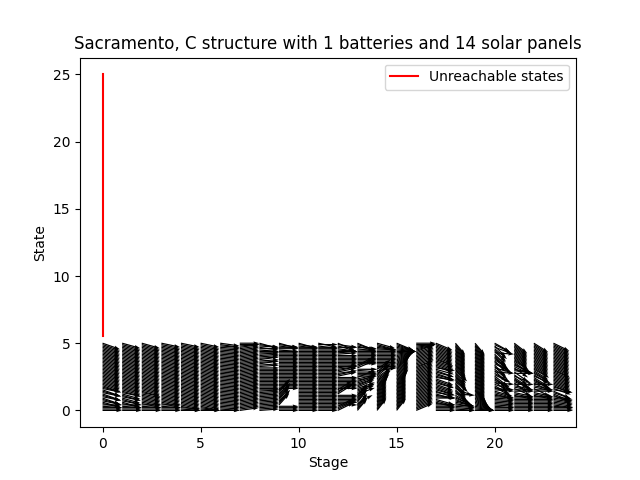 Sacramento, C structure with 1 batteries and 14 solar panels
Unreachable states
State
25
20
15
10
5
0
0 5 10 15 20
Stage